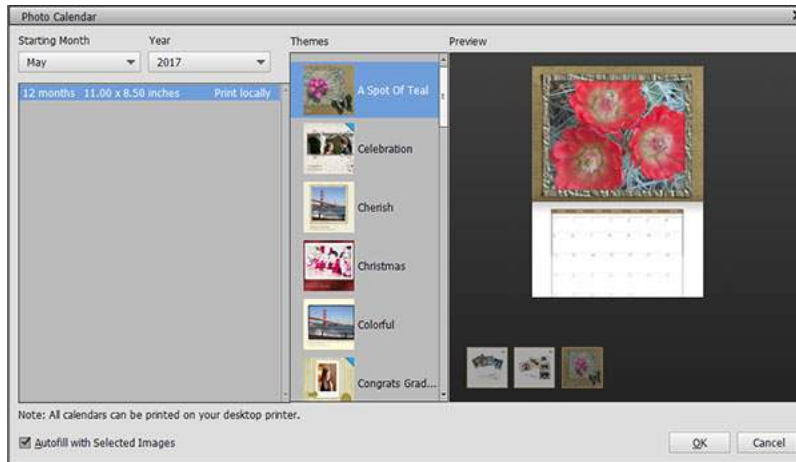 Photo Calendar
Starting Month
Year
Themes
Preview
May
2017
12 months 11.00 x 8.50 inches Print locally
A Spot Of Teal
Celebration
Cherish
Christmas
Colorful
Congrats Grad...
Note: All calendars can be printed on your desktop printer.
Autofill with Selected Images
OK
Cancel